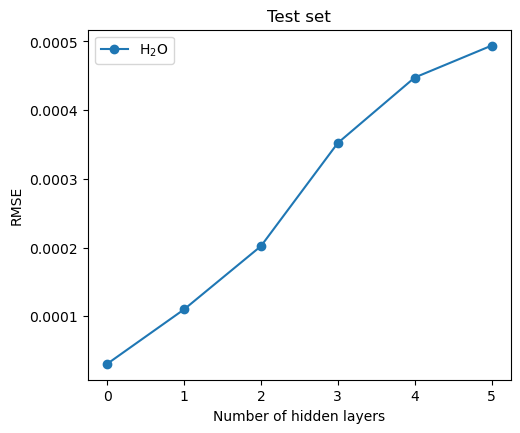 Test set
H₂O
0.0005
0.0004
0.0003
0.0002
0.0001
RMSE
0 1 2 3 4 5
Number of hidden layers